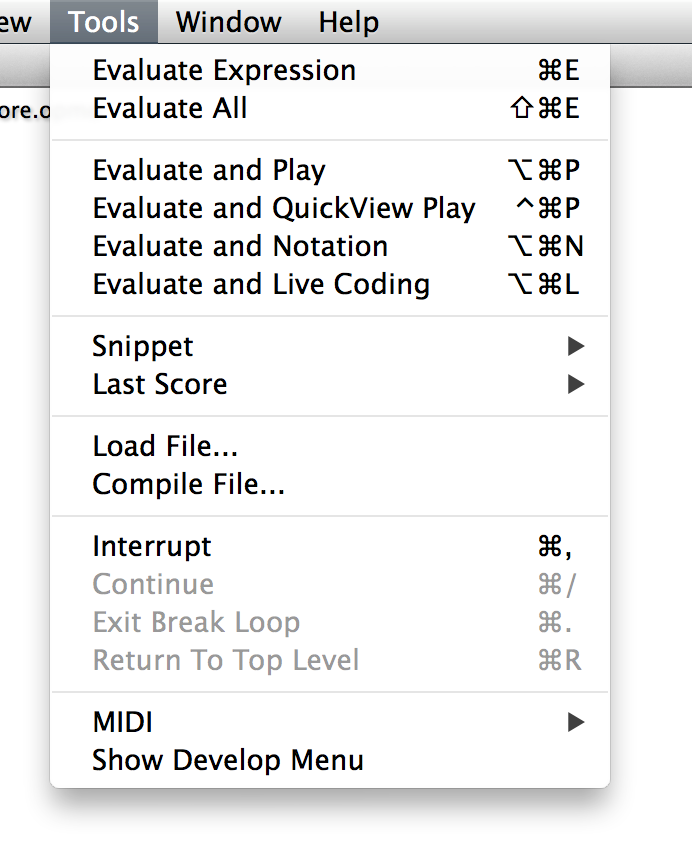 ew Tools Window Help
ore.o
Evaluate Expression ⌘E
Evaluate All ⇧⌘E
Evaluate and Play ⌥⌘P
Evaluate and QuickView Play ^⌘P
Evaluate and Notation ⌥⌘N
Evaluate and Live Coding ⌥⌘L
Snippet ▶
Last Score ▶
Load File...
Compile File...
Interrupt ⌘,
Continue ⌘/
Exit Break Loop ⌘.
Return To Top Level ⌘R
MIDI ▶
Show Develop Menu